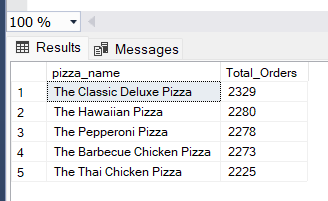 100 %
Results Messages
pizza_name Total_Orders
1 The Classic Deluxe Pizza 2329
2 The Hawaiian Pizza 2280
3 The Pepperoni Pizza 2278
4 The Barbecue Chicken Pizza 2273
5 The Thai Chicken Pizza 2225